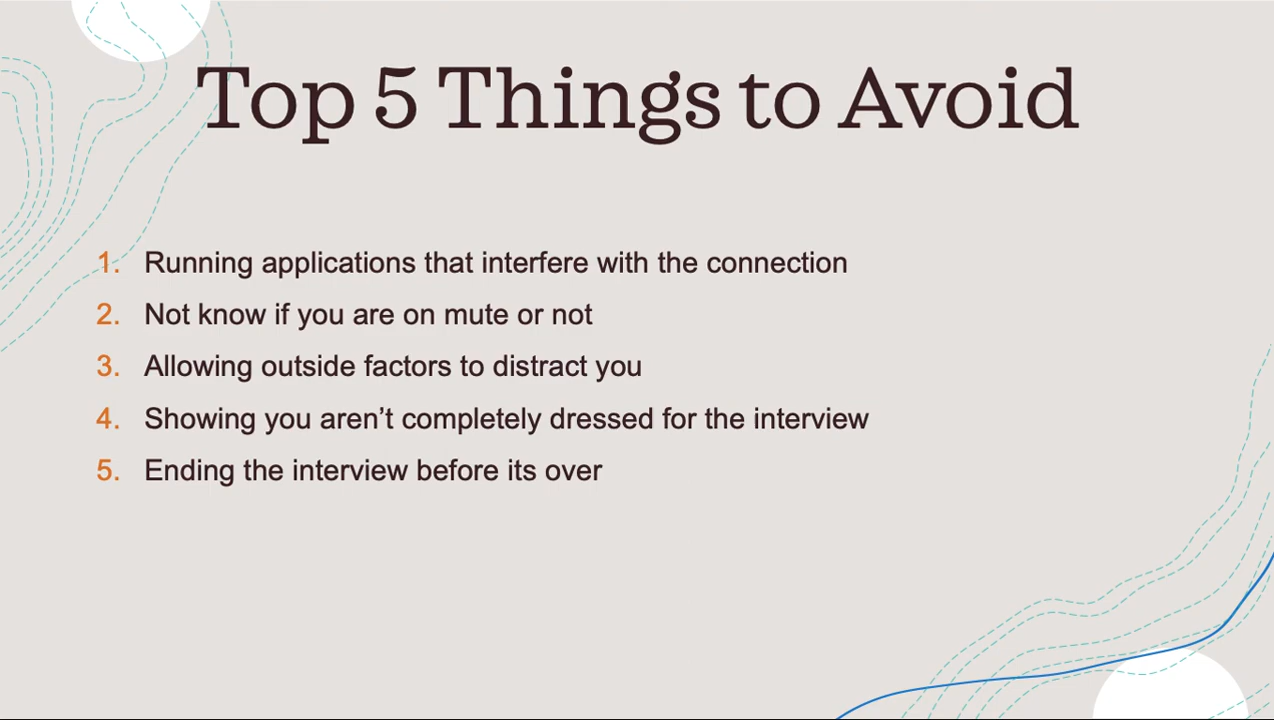 Top 5 Things to Avoid
1. Running applications that interfere with the connection
2. Not know if you are on mute or not
3. Allowing outside factors to distract you
4. Showing you aren’t completely dressed for the interview
5. Ending the interview before its over